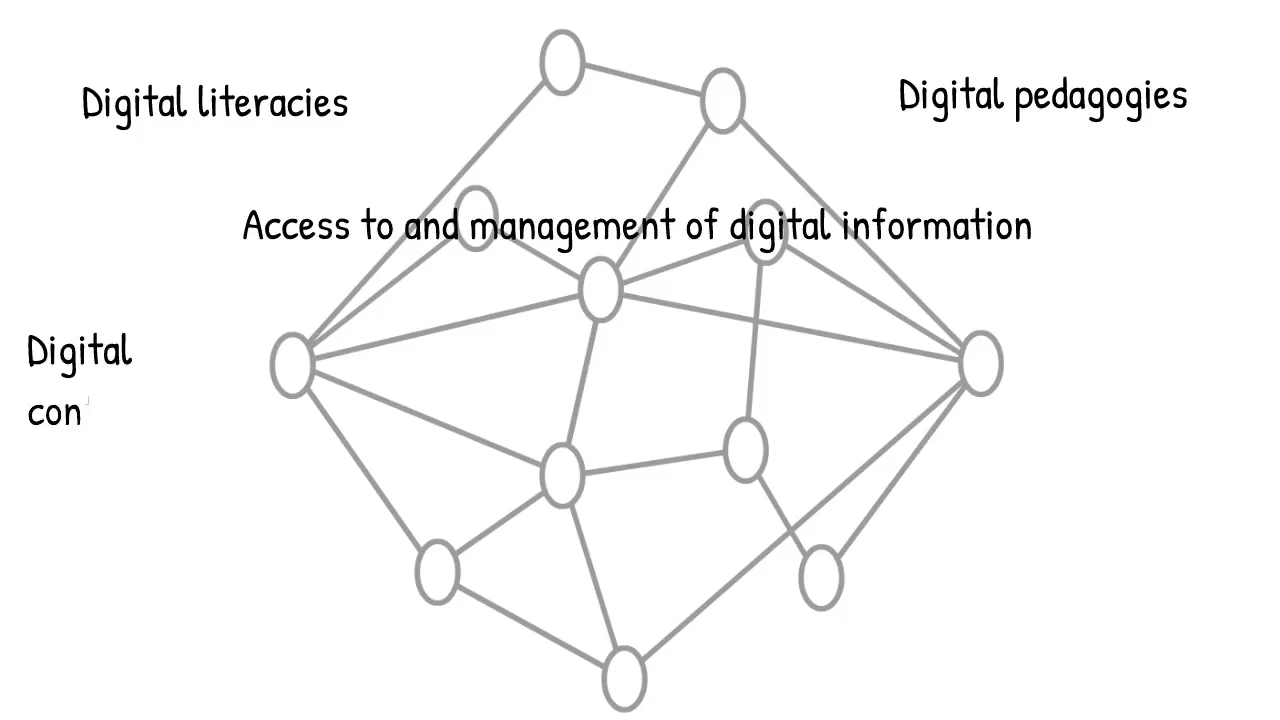 Digital literacies
Digital pedagogies
Access to and management of digital information
Digital
con